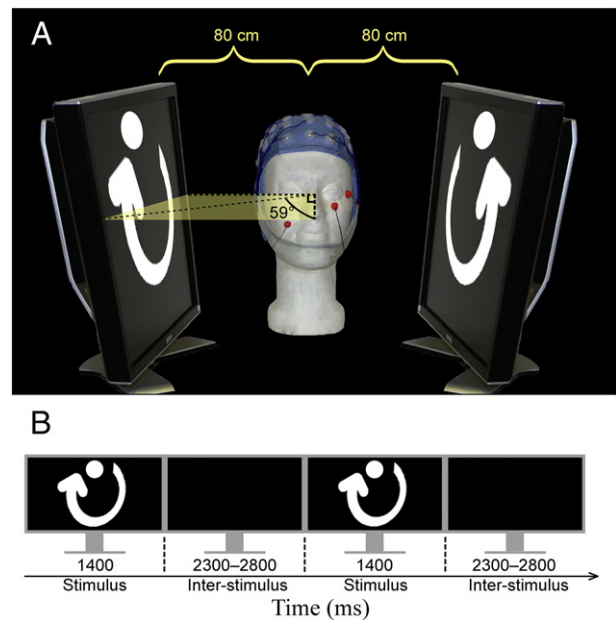 A
80 cm 80 cm
59°
B
1400 2300–2800 1400 2300–2800
Stimulus Inter-stimulus Stimulus Inter-stimulus
Time (ms)